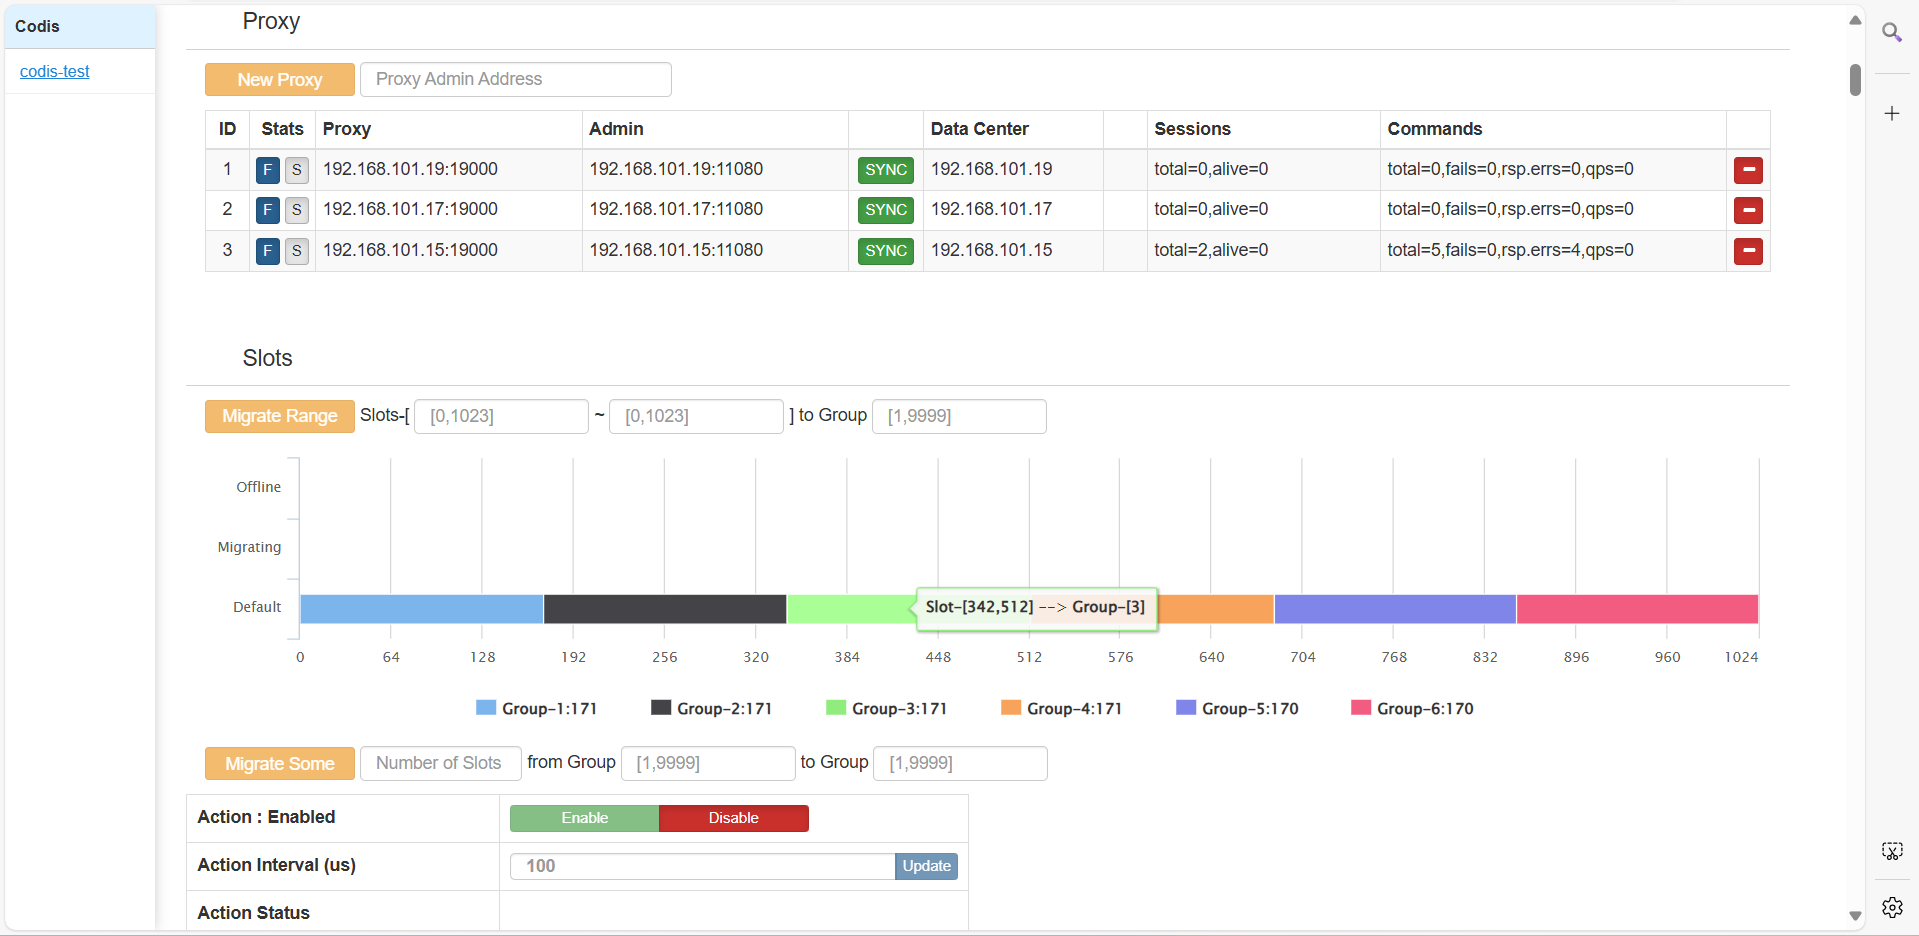 Codis
codis-test
Proxy
New Proxy Proxy Admin Address
ID Stats Proxy Admin Data Center Sessions Commands
1 F S 192.168.101.19:19000 192.168.101.19:11080 SYNC 192.168.101.19 total=0,alive=0 total=0,fails=0,rsp.errs=0,qps=0
2 F S 192.168.101.17:19000 192.168.101.17:11080 SYNC 192.168.101.17 total=0,alive=0 total=0,fails=0,rsp.errs=0,qps=0
3 F S 192.168.101.15:19000 192.168.101.15:11080 SYNC 192.168.101.15 total=2,alive=0 total=5,fails=0,rsp.errs=4,qps=0
Slots
Migrate Range Slots-[ [0,1023] ~ [0,1023] ] to Group [1,9999]
Offline
Migrating
Default Slot-[342,512] --> Group-[3]
0 64 128 192 256 320 384 448 512 576 640 704 768 832 896 960 1024
Group-1:171 Group-2:171 Group-3:171 Group-4:171 Group-5:170 Group-6:170
Migrate Some Number of Slots from Group [1,9999] to Group [1,9999]
Action : Enabled Enable Disable
Action Interval (us) 100 Update
Action Status